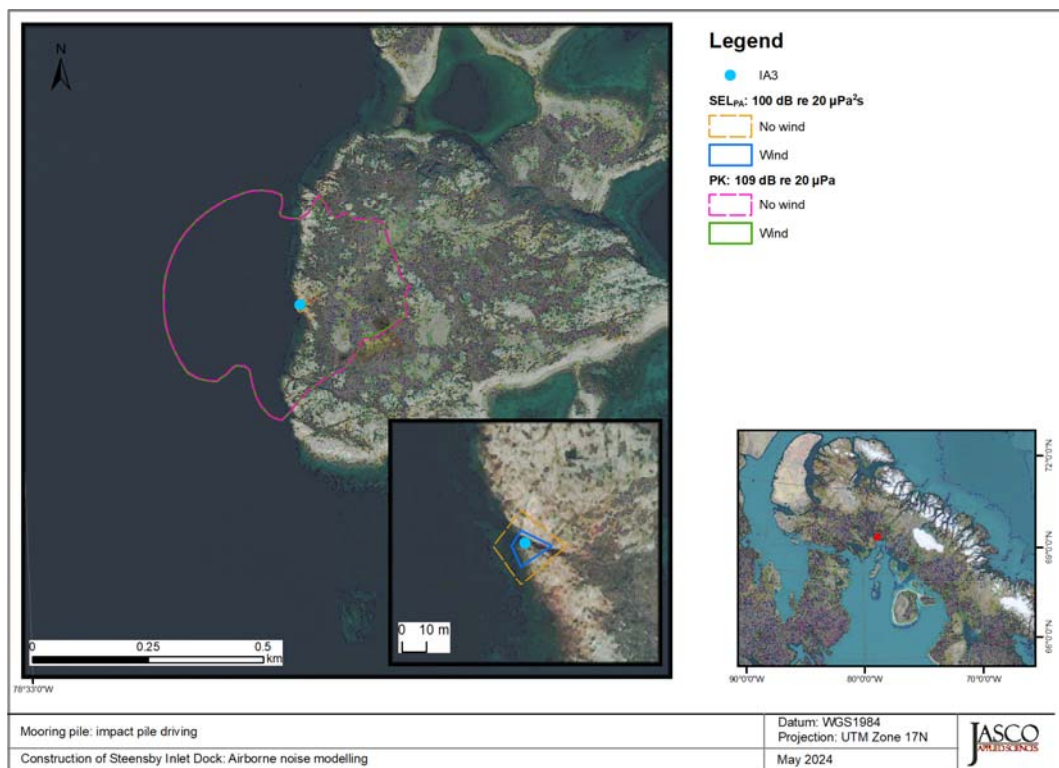 N
0
0.25
0.5
km
78°33'0"W
0 10 m
Legend
IA3
SELPA: 100 dB re 20 µPa²s
No wind
Wind
PK: 109 dB re 20 µPa
No wind
Wind
72°0'0"N
69°0'0"N
66°0'0"N
90°0'0"W
80°0'0"W
70°0'0"W
Mooring pile: impact pile driving
Construction of Steensby Inlet Dock: Airborne noise modelling
Datum: WGS1984
Projection: UTM Zone 17N
May 2024
JASCO
APPLIED SCIENCES